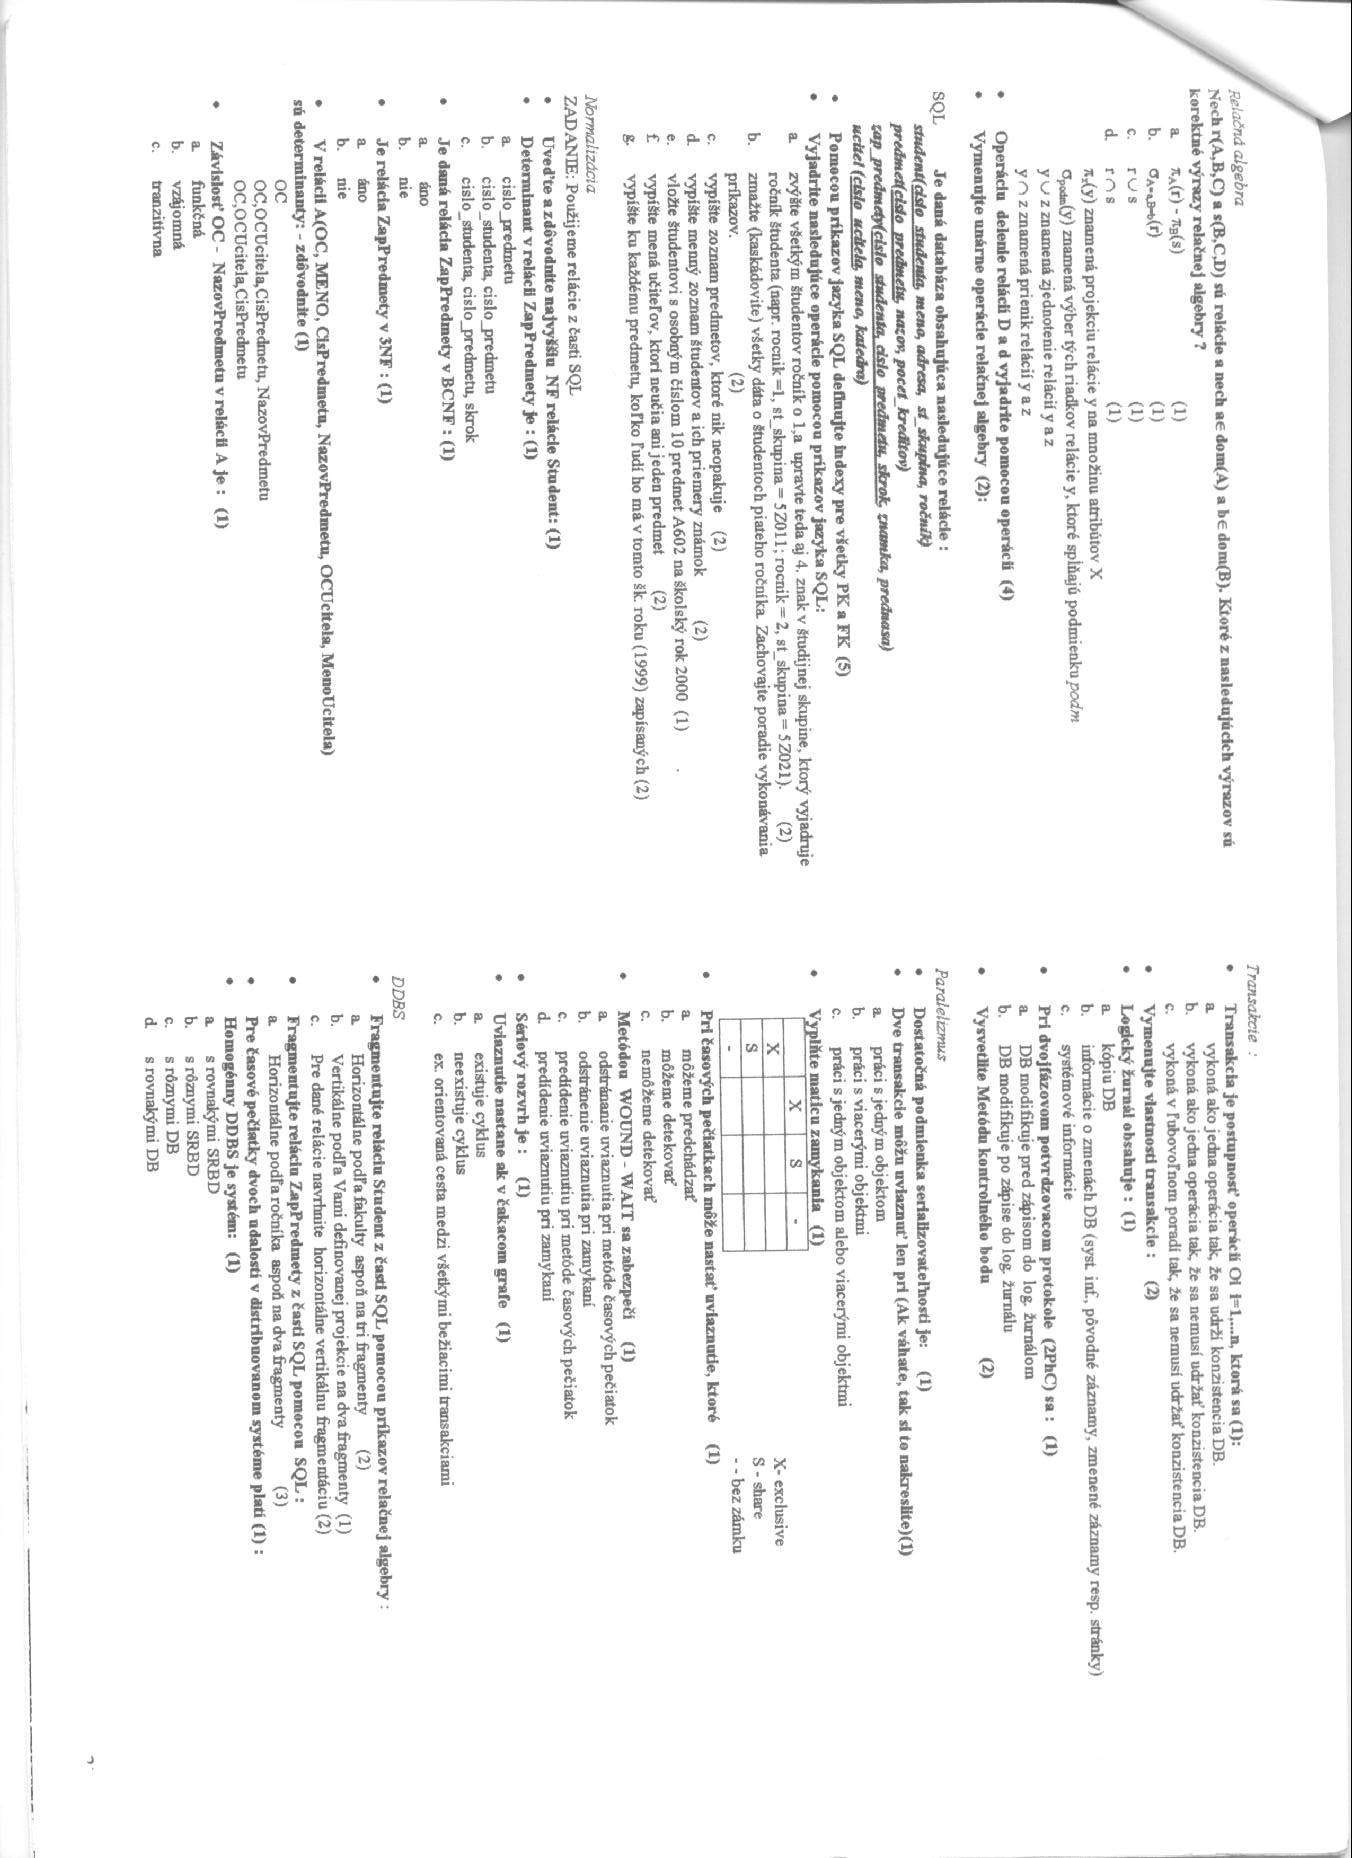 Relačná algebra
Nech r(A,B,C) a s(B,C,D) sú relácie a nech a∈ dom(A) a b∈ dom(B). Ktoré z nasledujúcich výrazov sú
korektné výrazy relačnej algebry ?
a. πA(r) - πB(s) (1)
b. σA=a,B=b(r) (1)
c. r ∪ s (1)
d. r ∩ s (1)
πx(y) znamená projekciu relácie y na množinu atribútov X
σpodm(y) znamená výber tých riadkov relácie y, ktoré spĺňajú podmienku podm
y ∪ z znamená zjednotenie relácií y a z
y ∩ z znamená prienik relácií y a z
• Operáciu delenie relácií D a d vyjadrite pomocou operácií (4)
• Vymenujte unárne operácie relačnej algebry (2):
SQL Je daná databáza obsahujúca nasledujúce relácie :
student(cislo_studenta, meno, adresa, st_skupina, ročník)
predmet(cislo_predmetu, nazov, pocet_kreditov)
zap_predmety(cislo_studenta, cislo_predmetu, skrok, znamka, prednasa)
ucitel (cislo_ucitela, meno, katedra)
• Pomocou príkazov jazyka SQL definujte indexy pre všetky PK a FK (5)
• Vyjadrite nasledujúce operácie pomocou príkazov jazyka SQL:
a. zvýšte všetkým študentov ročník o 1,a upravte teda aj 4. znak v študijnej skupine, ktorý vyjadruje
ročník študenta (napr. rocnik =1, st_skupina = 5Z011; rocnik = 2, st_skupina = 5Z021). (2)
b. zmažte (kaskádovite) všetky dáta o študentoch piateho ročníka. Zachovajte poradie vykonávania
príkazov. (2)
c. vypíšte zoznam predmetov, ktoré nik neopakuje (2)
d. vypíšte menný zoznam študentov a ich priemery známok (2)
e. vložte študentovi s osobným číslom 10 predmet A602 na školský rok 2000 (1)
f. vypíšte mená učiteľov, ktorí neučia ani jeden predmet (2)
g. vypíšte ku každému predmetu, koľko ľudí ho má v tomto šk. roku (1999) zapísaných (2)
Normalizácia
ZADANIE: Použijeme relácie z časti SQL
• Uveďte a zdôvodnite najvyššiu NF relácie Student: (1)
• Determinant v relácii ZapPredmety je : (1)
a. cislo_predmetu
b. cislo_studenta, cislo_predmetu
c. cislo_studenta, cislo_predmetu, skrok
• Je daná relácia ZapPredmety v BCNF : (1)
a áno
b. nie
• Je relácia ZapPredmety v 3NF : (1)
a áno
b. nie
• V relácii A(OC, MENO, CisPredmetu, NazovPredmetu, OCUcitela, MenoUcitela)
sú determinanty: - zdôvodnite (1)
OC
OC,OCUcitela,CisPredmetu, NazovPredmetu
OC,OCUcitela,CisPredmetu
• Závislosť OC - NazovPredmetu v relácii A je : (1)
a. funkčná
b. vzájomná
c. tranzitívna
Transakcie :
• Transakcia je postupnosť operácií Oi i=1,...n, ktorá sa (1):
a vykoná ako jedna operácia tak, že sa udrží konzistencia DB.
b. vykoná ako jedna operácia tak, že sa nemusí udržať konzistencia DB.
c. vykoná v ľubovoľnom poradí tak, že sa nemusí udržať konzistencia DB.
• Vymenujte vlastnosti transakcie : (2)
• Logický žurnál obsahuje : (1)
a kópiu DB
b. informácie o zmenách DB (syst. inf., pôvodné záznamy, zmenené záznamy resp. stránky)
c. systémové informácie
• Pri dvojfázovom potvrdzovacom protokole (2PhC) sa : (1)
a DB modifikuje pred zápisom do log. žurnálom
b. DB modifikuje po zápise do log. žurnálu
• Vysvetlite Metódu kontrolného bodu (2)
Paralelizmus
• Dostatočná podmienka serializovateľnosti je: (1)
• Dve transakcie môžu uviaznuť len pri (Ak váhate, tak si to nakreslite)(1)
a práci s jedným objektom
b. práci s viacerými objektmi
c. práci s jedným objektom alebo viacerými objektmi
• Vyplňte maticu zamykania (1)
X S -
X
S
-
X- exclusive
S - share
- - bez zámku
• Pri časových pečiatkach môže nastať uviaznutie, ktoré (1)
a môžeme predchádzať
b. môžeme detekovať
c. nemôžeme detekovať
• Metódou WOUND - WAIT sa zabezpečí (1)
a. odstránanie uviaznutia pri metóde časových pečiatok
b. odstránenie uviaznutia pri zamykaní
c. predídenie uviaznutiu pri metóde časových pečiatok
d. predídenie uviaznutiu pri zamykaní
• Sériový rozvrh je : (1)
• Uviaznutie nastane ak v čakacom grafe (1)
a. existuje cyklus
b. neexistuje cyklus
c. ex. orientovaná cesta medzi všetkými bežiacimi transakciami
DDBS
• Fragmentujte reláciu Student z časti SQL pomocou príkazov relačnej algebry :
a Horizontálne podľa fakulty aspoň na tri fragmenty (2)
b. Vertikálne podľa Vami definovanej projekcie na dva fragmenty (1)
c. Pre dané relácie navrhnite horizontálne vertikálnu fragmentáciu (2)
• Fragmentujte reláciu ZapPredmety z časti SQL pomocou SQL :
a Horizontálne podľa ročníka aspoň na dva fragmenty (3)
• Pre časové pečiatky dvoch udalostí v distribuovanom systéme platí (1) :
• Homogénny DDBS je systém: (1)
a. s rovnakými SRBD
b. s rôznymi SRBD
c. s rôznymi DB
d. s rovnakými DB